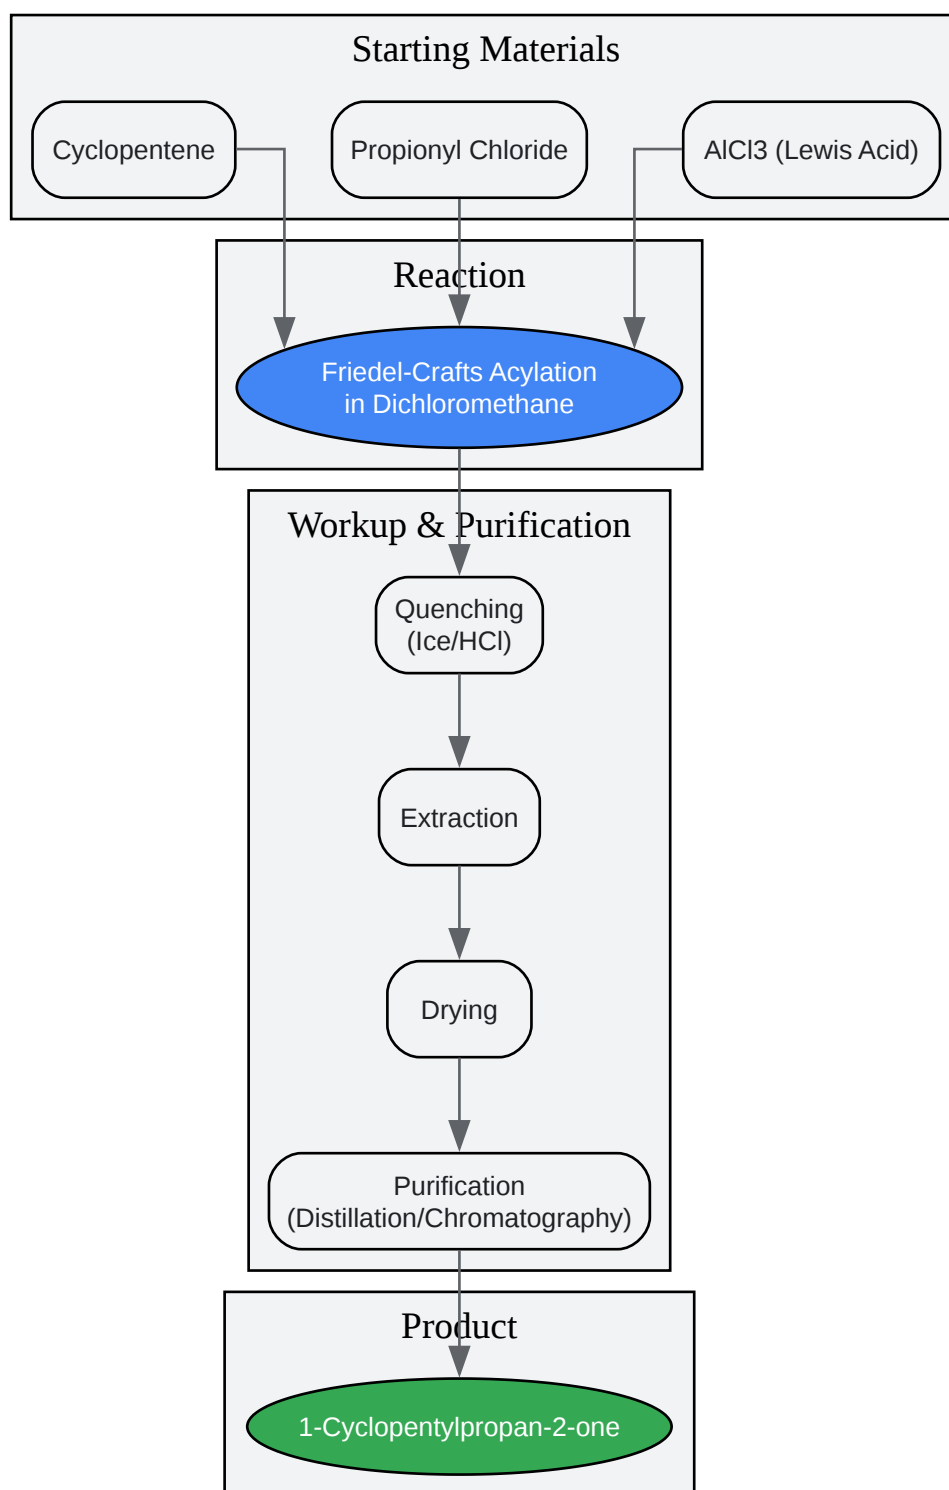 Starting Materials
Cyclopentene
Propionyl Chloride
AlCl3 (Lewis Acid)
Reaction
Friedel-Crafts Acylation
in Dichloromethane
Workup & Purification
Quenching
(Ice/HCl)
Extraction
Drying
Purification
(Distillation/Chromatography)
Product
1-Cyclopentylpropan-2-one